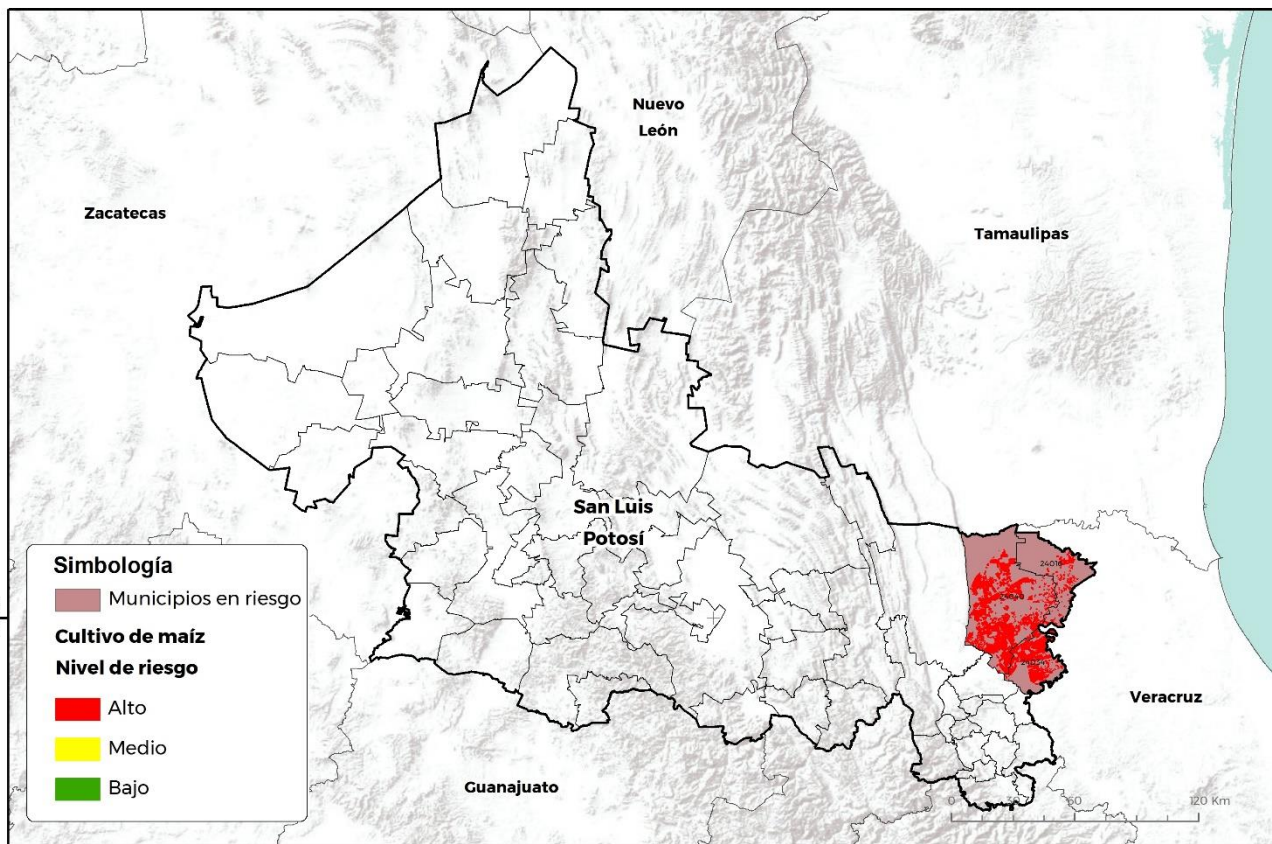 Nuevo
León
Zacatecas
Tamaulipas
San Luis
Potosí
24016
Veracruz
Guanajuato
Simbología
Municipios en riesgo
Cultivo de maíz
Nivel de riesgo
Alto
Medio
Bajo
0
60
120 Km